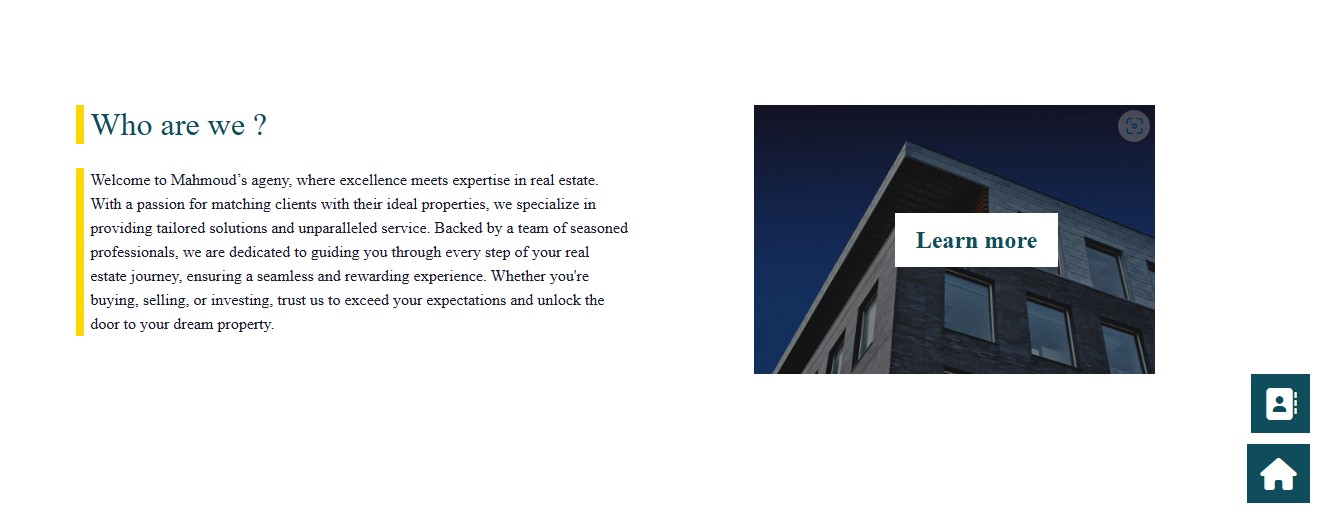 Who are we ?
Welcome to Mahmoud’s ageny, where excellence meets expertise in real estate.
With a passion for matching clients with their ideal properties, we specialize in
providing tailored solutions and unparalleled service. Backed by a team of seasoned
professionals, we are dedicated to guiding you through every step of your real
estate journey, ensuring a seamless and rewarding experience. Whether you're
buying, selling, or investing, trust us to exceed your expectations and unlock the
door to your dream property.
Learn more